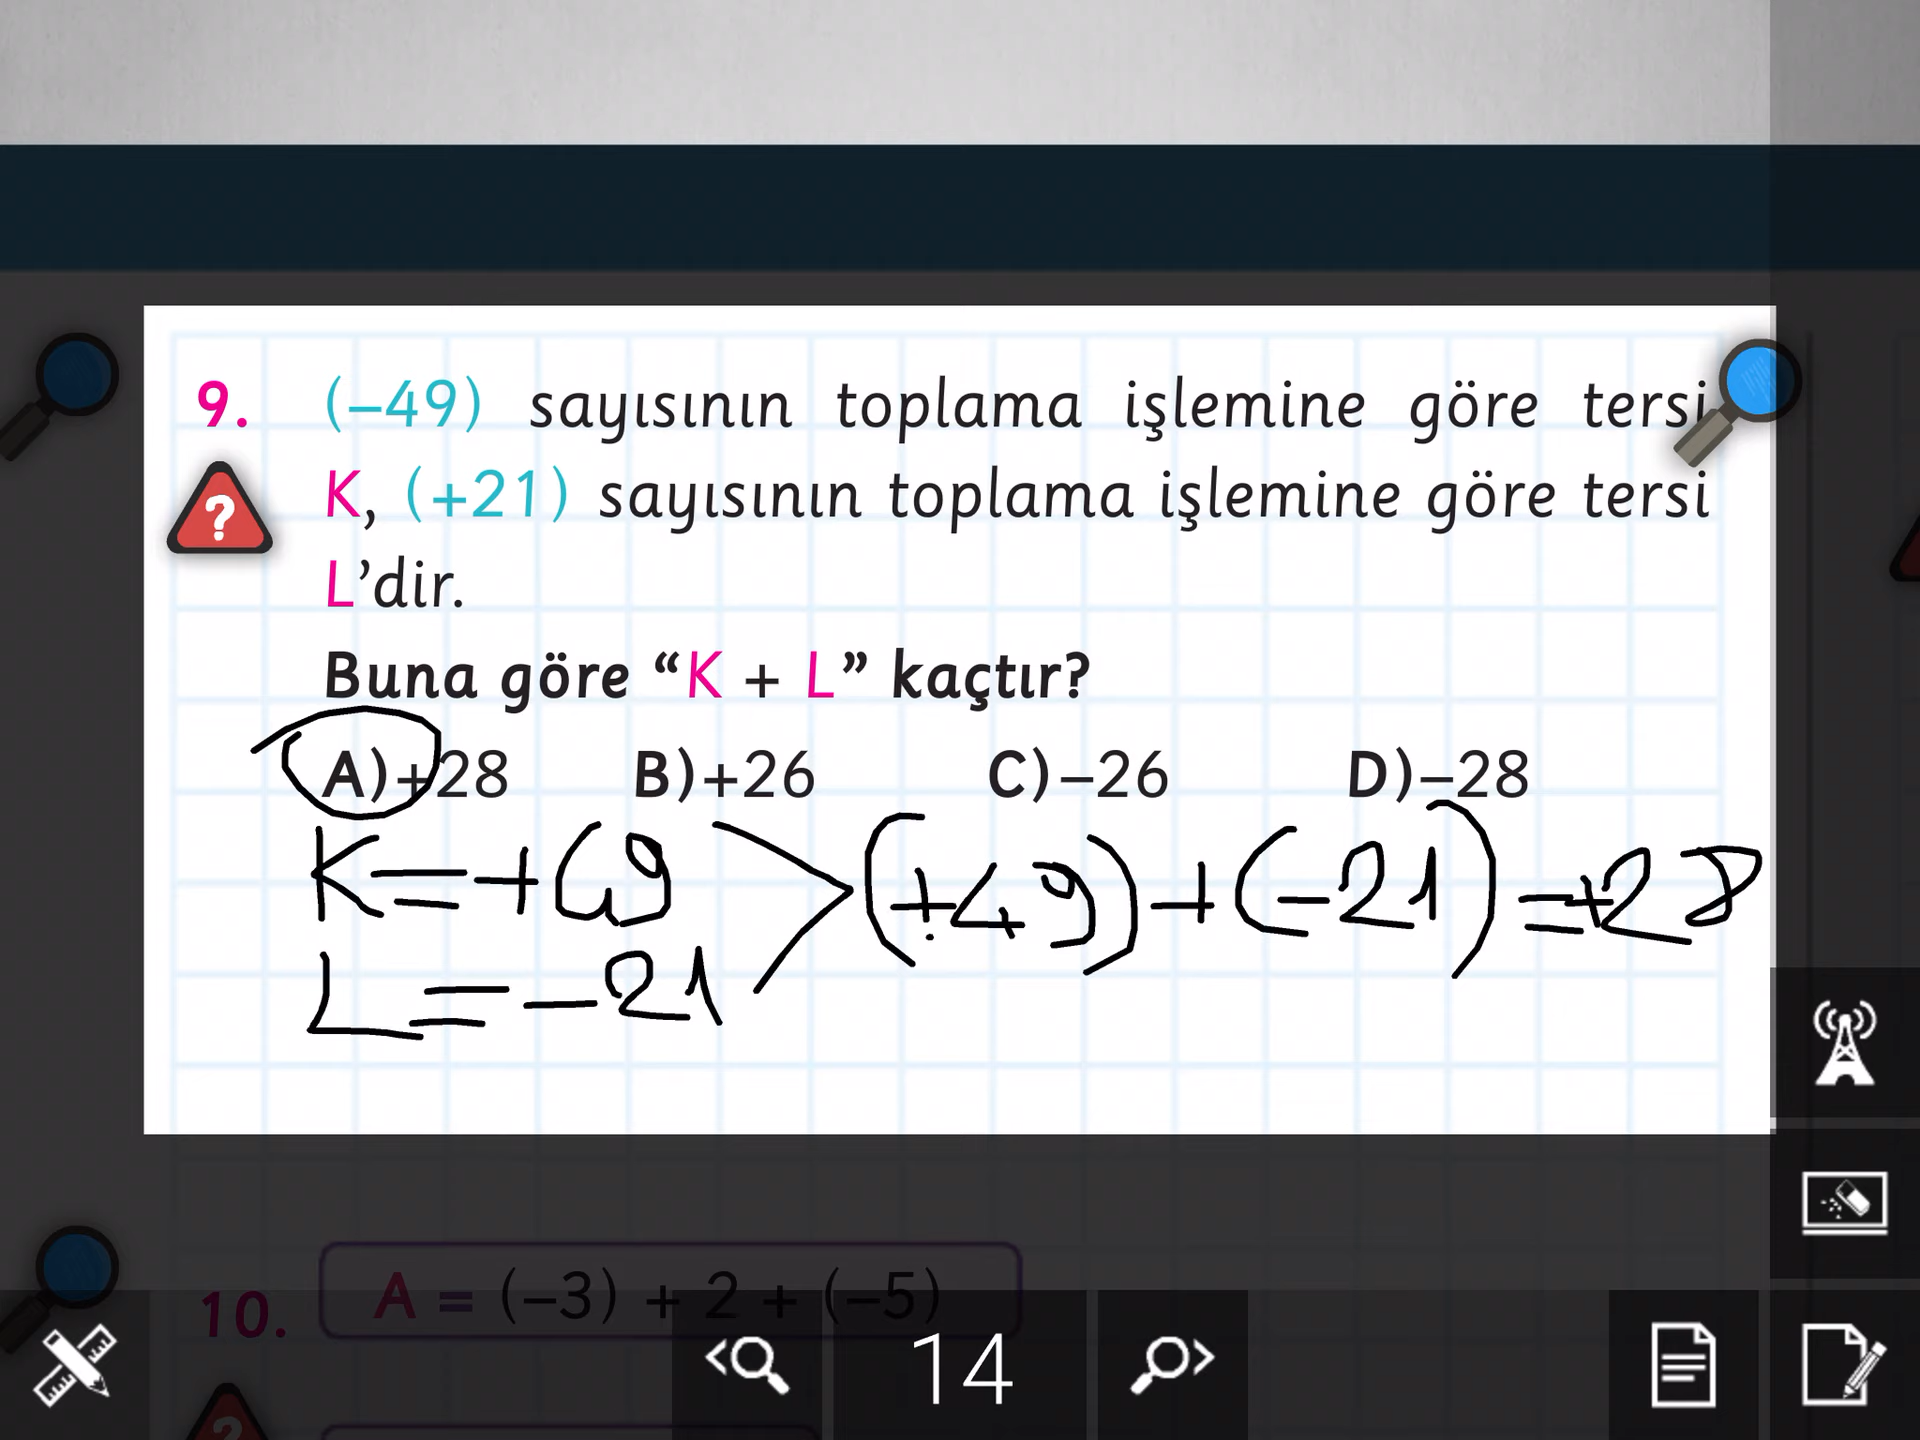 9. (–49) sayısının toplama işlemine göre tersi
K, (+21) sayısının toplama işlemine göre tersi
?
L’dir.
Buna göre “K + L” kaçtır?
A)+28 B)+26 C)–26 D)–28
K=+49 (+49)+(-21)=+28
L=-21
10. A = (–3) + 2 + (–5)
14
?